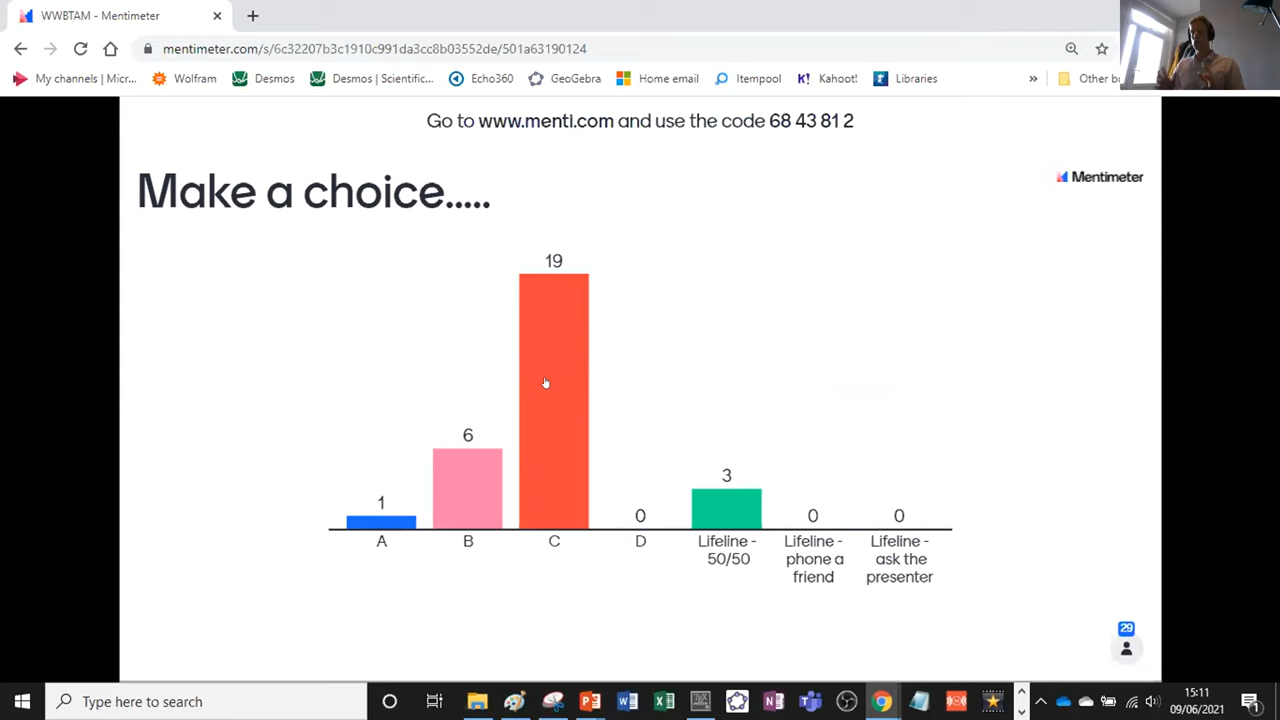 WWBTAM - Mentimeter
mentimeter.com/s/6c32207b3c1910c991da3cc8b03552de/501a63190124
My channels | Micr... Wolfram Desmos Desmos | Scientific... Echo360 GeoGebra Home email Itempool Kahoot! Libraries » Other bo
Go to www.menti.com and use the code 68 43 81 2
Mentimeter
Make a choice.....
19
6
3
1
0 0 0
A B C D Lifeline - Lifeline - Lifeline -
50/50 phone a ask the
friend presenter
29
Type here to search
15:11
09/06/2021